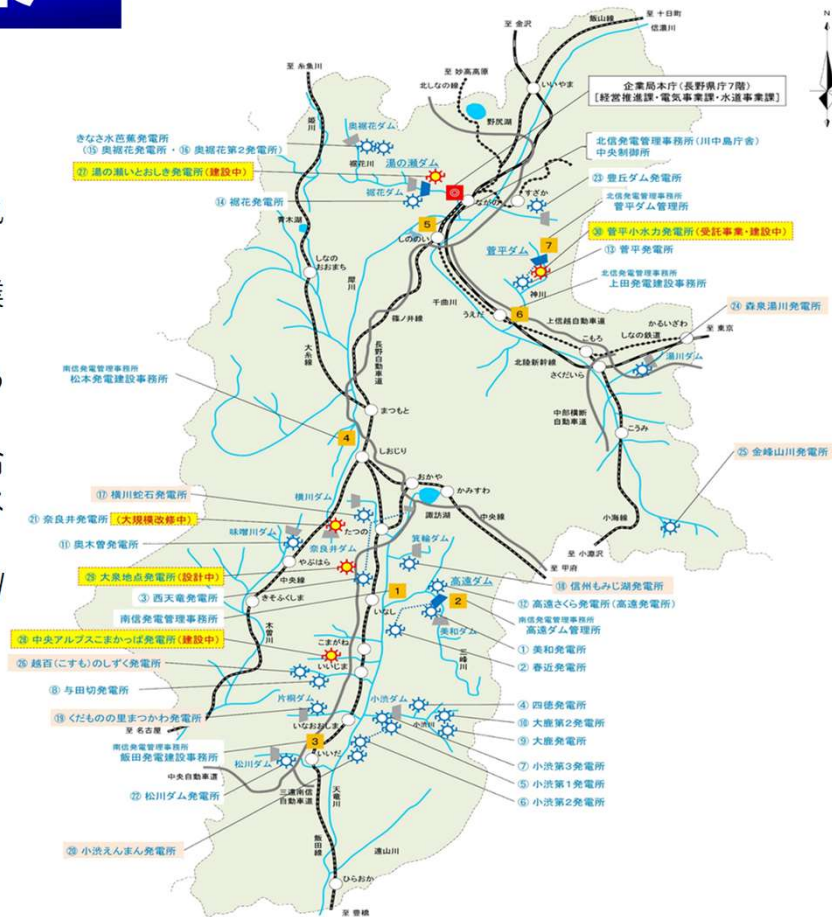 至 糸魚川
至 金沢
至 妙高高原
飯山線
至 十日町
信濃川
N
北しなの線
いいやま
企業局本庁(長野県庁7階)
[経営推進課・電気事業課・水道事業課]
姫川
奥裾花ダム
野尻湖
きなさ水芭蕉発電所
(⑮ 奥裾花発電所・⑯ 奥裾花第2発電所)
裾花川
湯の瀬ダム
北信発電管理事務所(川中島庁舎)
中央制御所
㉗ 湯の瀬いとおしき発電所(建設中)
裾花ダム
ながの
すざか
㉓ 豊丘ダム発電所
⑭ 裾花発電所
北信発電管理事務所
菅平ダム管理所
青木湖
5
しののい
7
㉚ 菅平小水力発電所(受託事業・建設中)
菅平ダム
⑬ 菅平発電所
しなの
おおまち
犀川
神川
北信発電管理事務所
上田発電建設事務所
千曲川
うえだ
6
上信越自動車道
㉔ 森泉湯川発電所
篠ノ井線
かるいざわ
しなの鉄道
至 東京
こもろ
大糸線
長野自動車道
北陸新幹線
さくだいら
湯川ダム
南信発電管理事務所
松本発電建設事務所
まつもと
中部横断
自動車道
こうみ
4
しおじり
㉕ 金峰山川発電所
おかや
かみすわ
⑰ 横川蛇石発電所
横川ダム
諏訪湖
中央線
小海線
㉑ 奈良井発電所(大規模改修中)
たつの
味噌川ダム
箕輪ダム
至 小淵沢
⑪ 奥木曽発電所
奈良井ダム
やぶはら
至 甲府
㉙ 大泉地点発電所(設計中)
中央線
高遠ダム
⑱ 信州もみじ湖発電所
③ 西天竜発電所
きそふくしま
1
2
⑫ 高遠さくら発電所(高遠発電所)
南信発電管理事務所
いなし
南信発電管理事務所
高遠ダム管理所
㉘ 中央アルプスこまかっぱ発電所(建設中)
木曽川
美和ダム
こまがね
三峰川
① 美和発電所
㉖ 越百(こすも)のしずく発電所
いいじま
② 春近発電所
⑧ 与田切発電所
片桐ダム
小渋ダム
④ 四徳発電所
⑲ くだものの里まつかわ発電所
いなおおしま
小渋川
⑩ 大鹿第2発電所
至 名古屋
⑨ 大鹿発電所
南信発電管理事務所
飯田発電建設事務所
3
いいだ
⑦ 小渋第3発電所
松川ダム
中央自動車道
⑤ 小渋第1発電所
㉒ 松川ダム発電所
三遠南信
自動車道
天竜川
⑥ 小渋第2発電所
⑳ 小渋えんまん発電所
飯田線
遠山川
ひらおか
至 豊橋